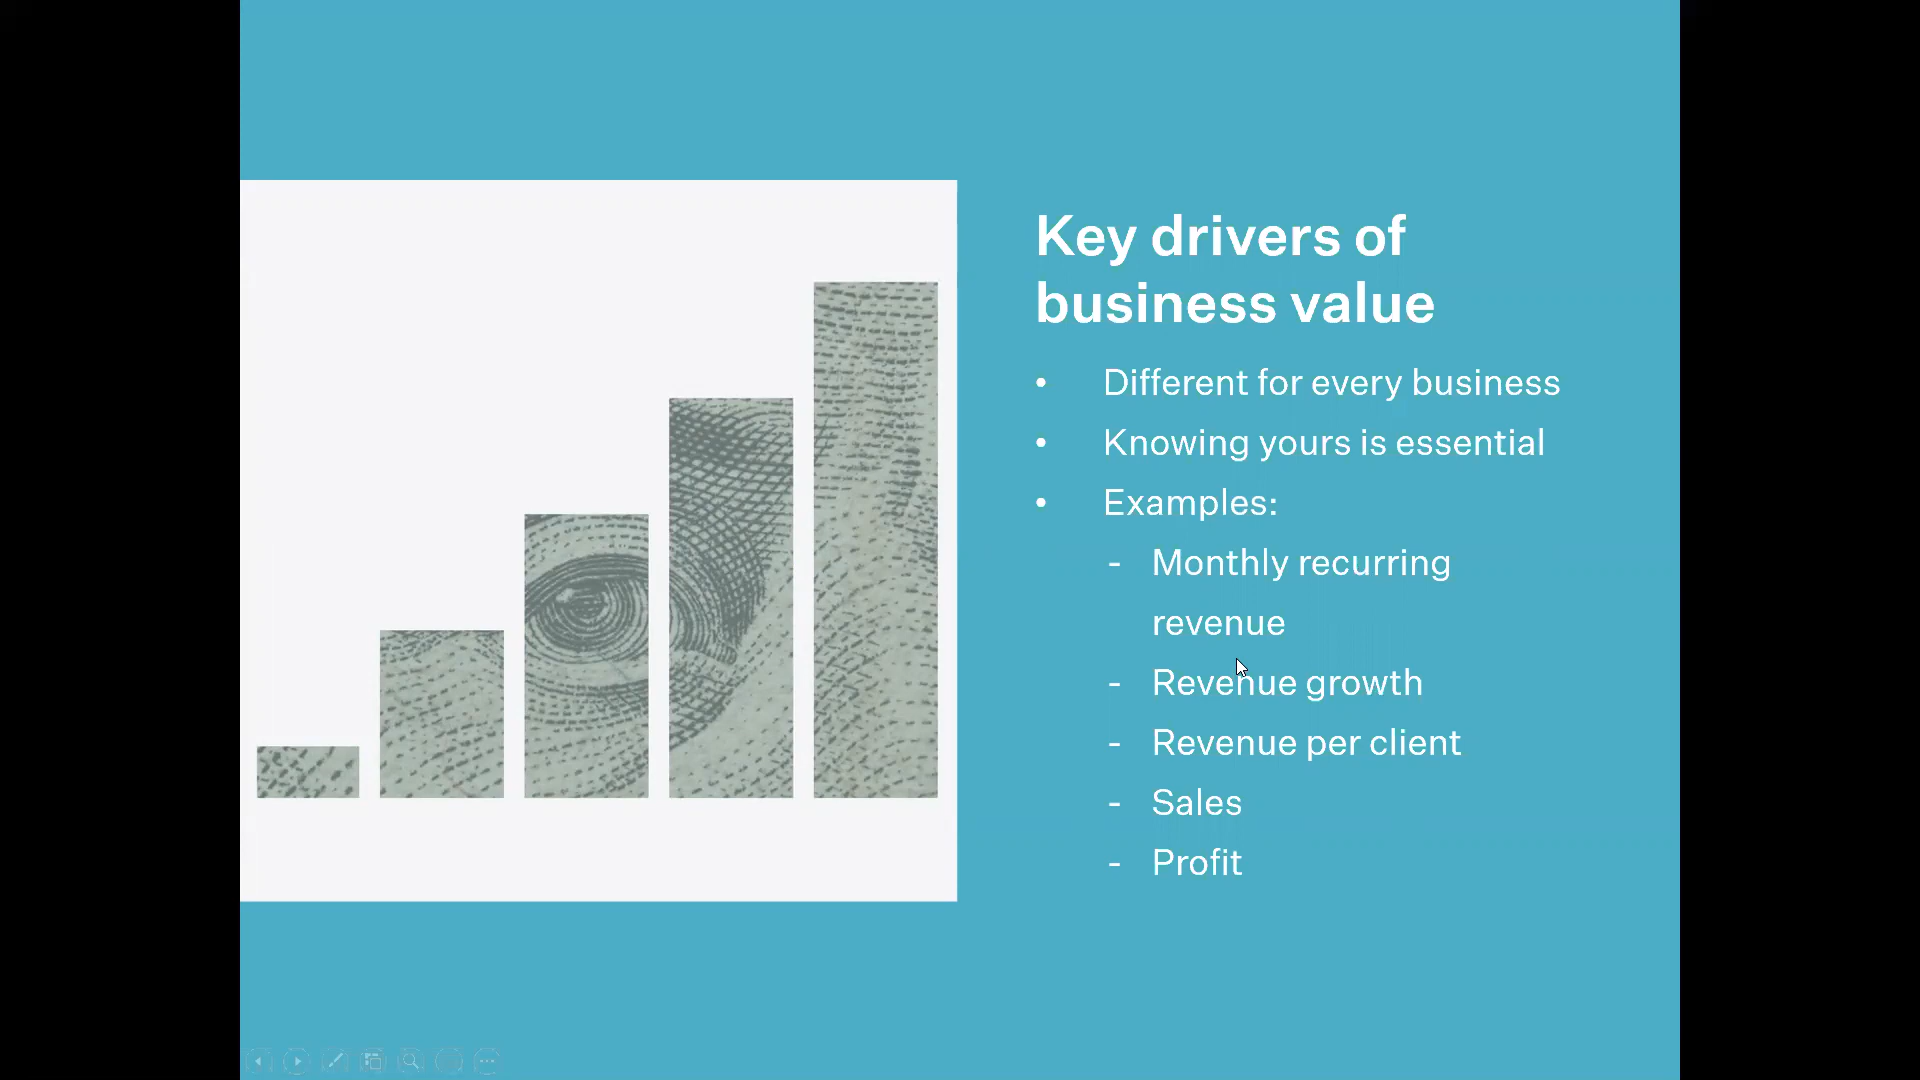 Key drivers of
business value
• Different for every business
• Knowing yours is essential
• Examples:
- Monthly recurring
revenue
- Revenue growth
- Revenue per client
- Sales
- Profit